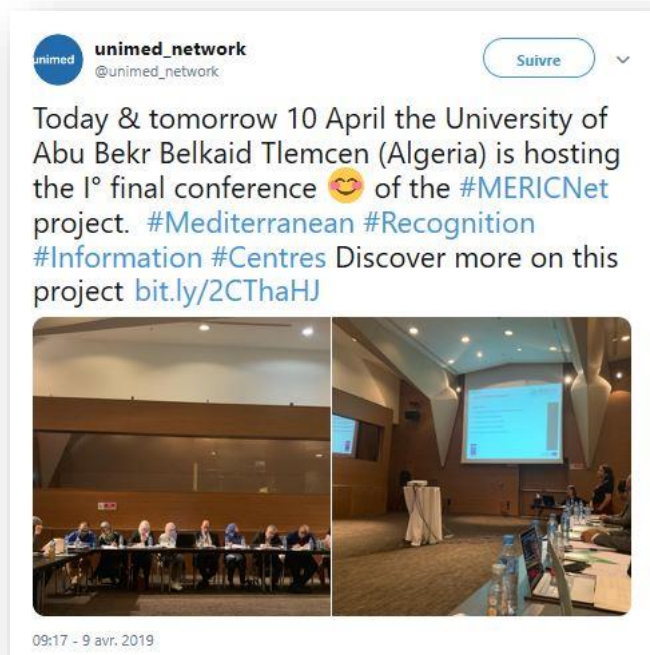 unimed
unimed_network
@unimed_network
Suivre
Today & tomorrow 10 April the University of
Abu Bekr Belkaid Tlemcen (Algeria) is hosting
the I° final conference 😊 of the #MERICNet
project. #Mediterranean #Recognition
#Information #Centres Discover more on this
project bit.ly/2CThaHJ
09:17 - 9 avr. 2019